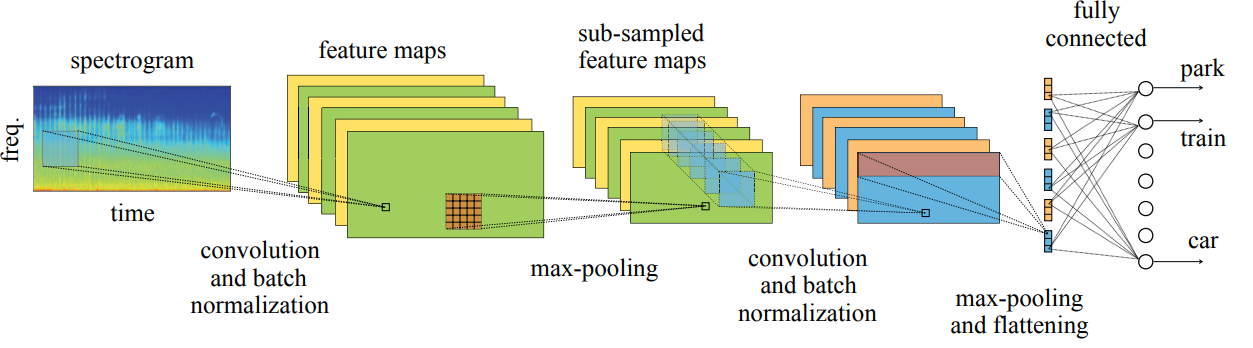 spectrogram
freq.
time
convolution
and batch
normalization
feature maps
max-pooling
sub-sampled
feature maps
convolution
and batch
normalization
max-pooling
and flattening
fully
connected
park
train
car